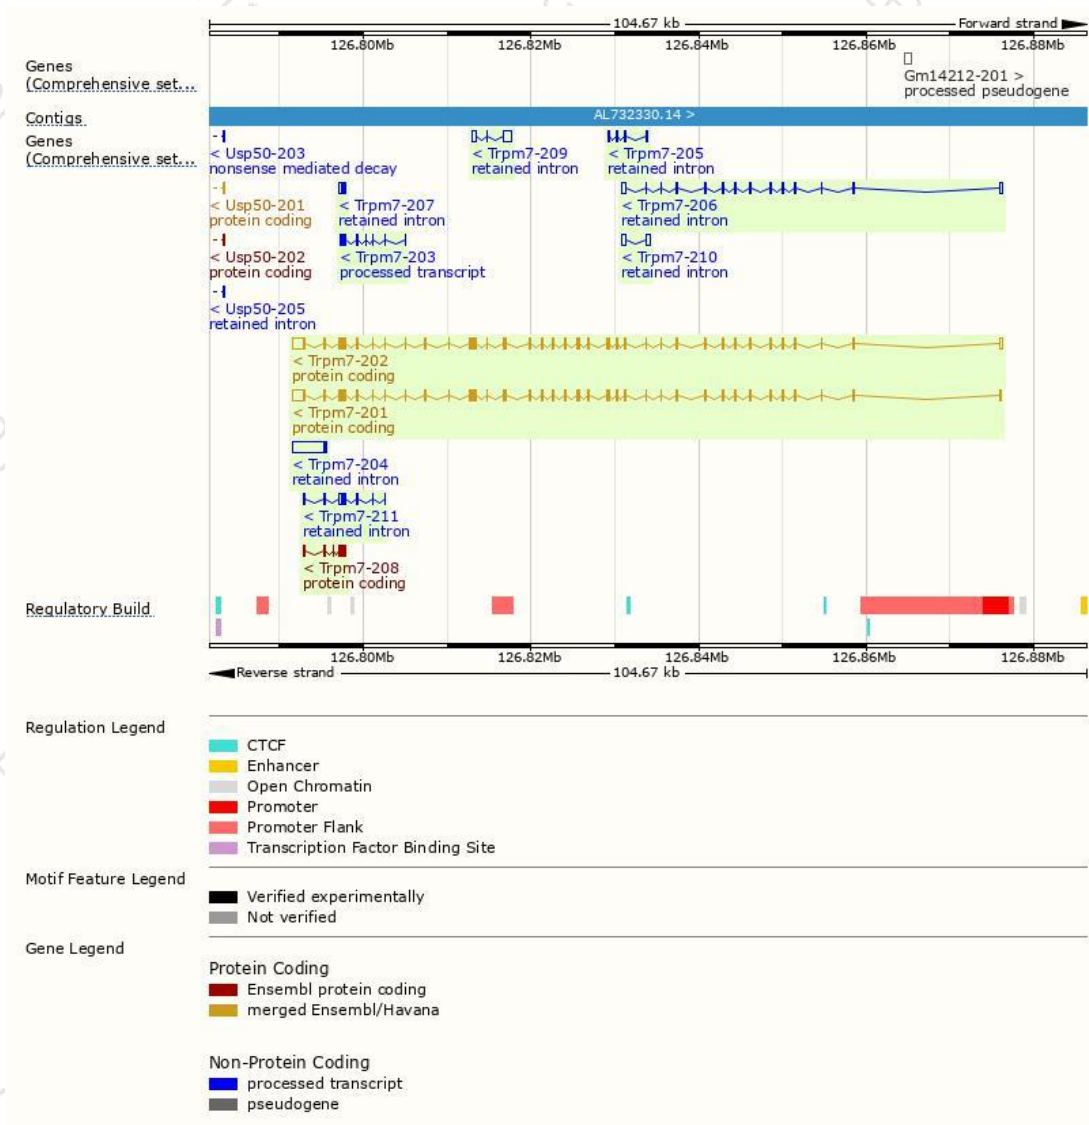 104.67 kb
Forward strand
126.80Mb 126.82Mb 126.84Mb 126.86Mb 126.88Mb
Genes
(Comprehensive set...
Gm14212-201 >
processed pseudogene
Contigs
AL732330.14 >
Genes
(Comprehensive set...
< Usp50-203
nonsense mediated decay
< Trpm7-209
retained intron
< Trpm7-205
retained intron
< Usp50-201
protein coding
< Trpm7-207
retained intron
< Trpm7-206
retained intron
< Usp50-202
protein coding
< Trpm7-203
processed transcript
< Trpm7-210
retained intron
< Usp50-205
retained intron
< Trpm7-202
protein coding
< Trpm7-201
protein coding
< Trpm7-204
retained intron
< Trpm7-211
retained intron
< Trpm7-208
protein coding
Regulatory Build
126.80Mb 126.82Mb 126.84Mb 126.86Mb 126.88Mb
Reverse strand
104.67 kb
Regulation Legend
CTCF
Enhancer
Open Chromatin
Promoter
Promoter Flank
Transcription Factor Binding Site
Motif Feature Legend
Verified experimentally
Not verified
Gene Legend
Protein Coding
Ensembl protein coding
merged Ensembl/Havana
Non-Protein Coding
processed transcript
pseudogene